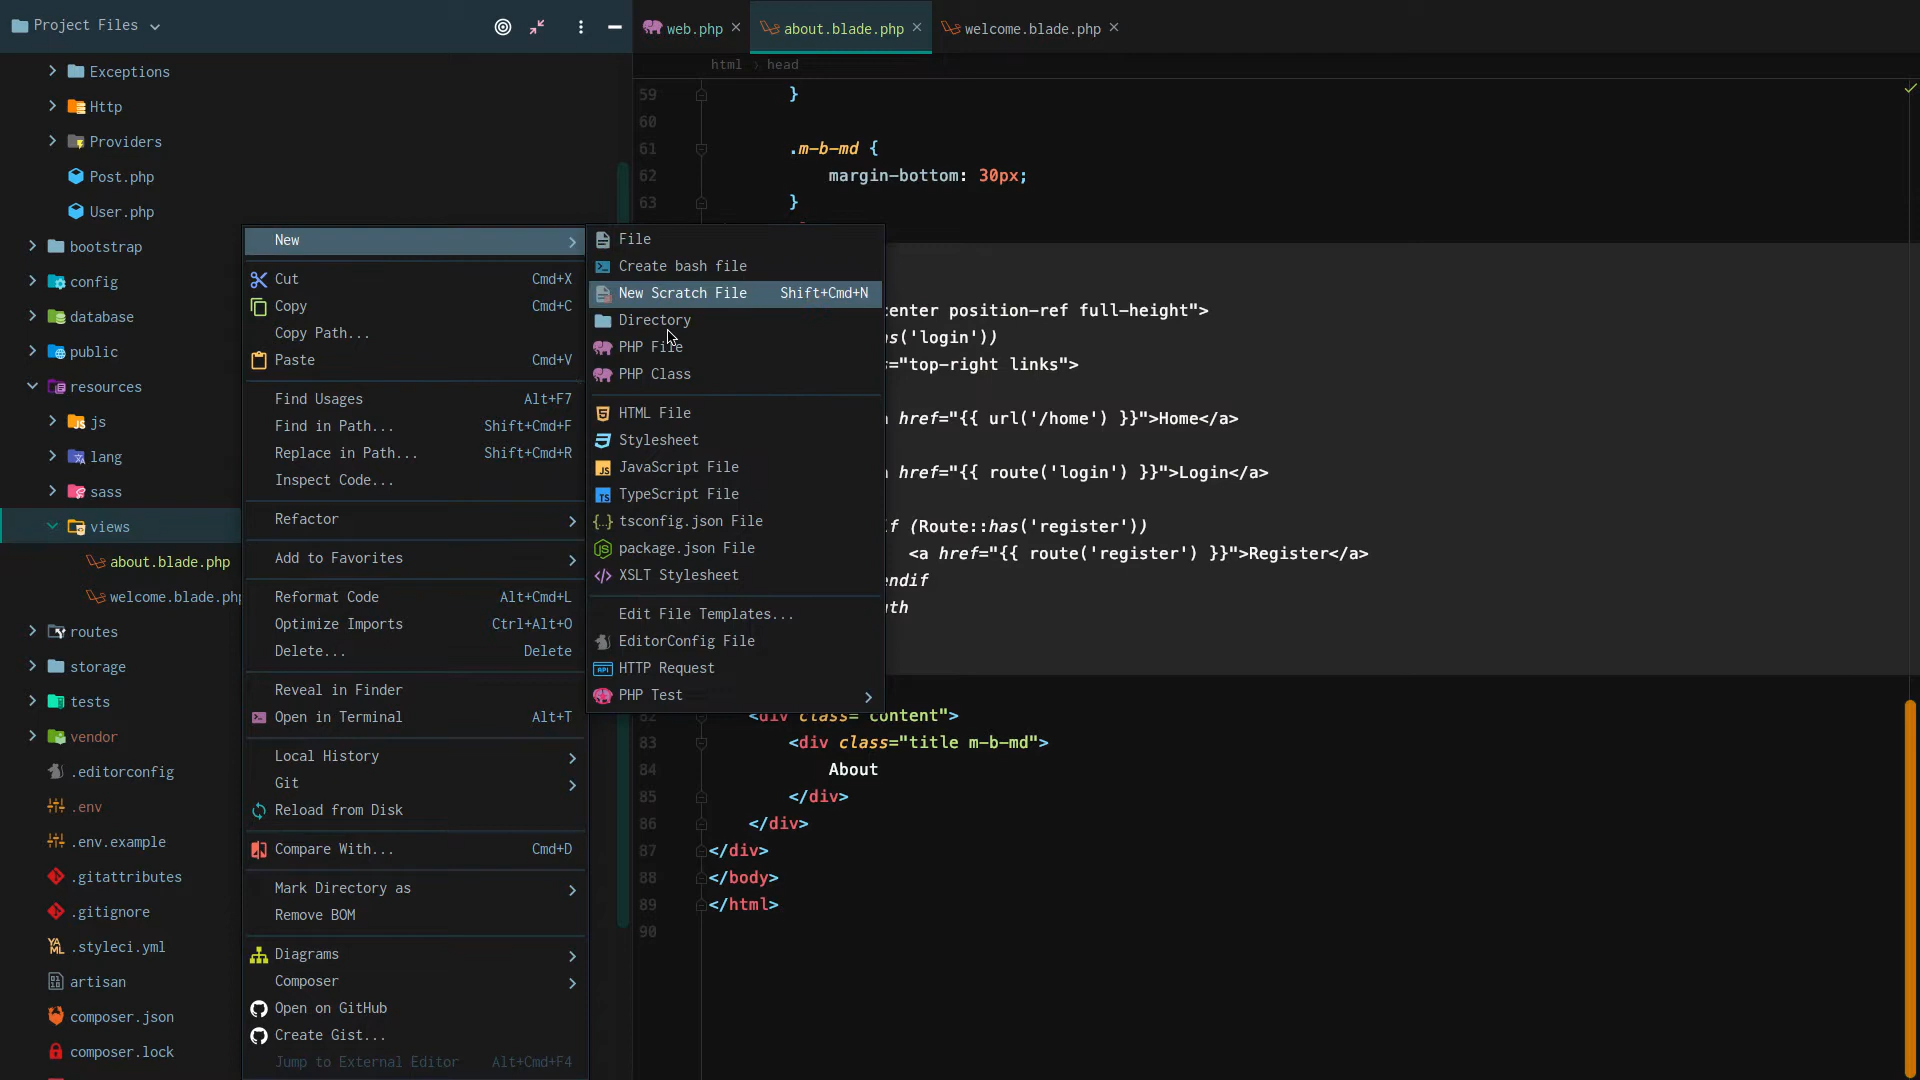 Project Files
web.php
about.blade.php
welcome.blade.php
html
head
Exceptions
Http
Providers
Post.php
User.php
bootstrap
config
database
public
resources
js
lang
sass
views
about.blade.php
welcome.blade.php
routes
storage
tests
vendor
.editorconfig
.env
.env.example
.gitattributes
.gitignore
.styleci.yml
artisan
composer.json
composer.lock
New
Cut Cmd+X
Copy Cmd+C
Copy Path...
Paste Cmd+V
Find Usages Alt+F7
Find in Path... Shift+Cmd+F
Replace in Path... Shift+Cmd+R
Inspect Code...
Refactor
Add to Favorites
Reformat Code Alt+Cmd+L
Optimize Imports Ctrl+Alt+O
Delete... Delete
Reveal in Finder
Open in Terminal Alt+T
Local History
Git
Reload from Disk
Compare With... Cmd+D
Mark Directory as
Remove BOM
Diagrams
Composer
Open on GitHub
Create Gist...
Jump to External Editor Alt+Cmd+F4
File
Create bash file
New Scratch File Shift+Cmd+N
Directory
PHP File
PHP Class
HTML File
Stylesheet
JavaScript File
TypeScript File
tsconfig.json File
package.json File
XSLT Stylesheet
Edit File Templates...
EditorConfig File
HTTP Request
PHP Test
59 }
60
61 .m-b-md {
62 margin-bottom: 30px;
63 }
center position-ref full-height">
s('login'))
="top-right links">
href="{{ url('/home') }}">Home</a>
href="{{ route('login') }}">Login</a>
f (Route::has('register'))
<a href="{{ route('register') }}">Register</a>
endif
th
82 <div class="content">
83 <div class="title m-b-md">
84 About
85 </div>
86 </div>
87 </div>
88 </body>
89 </html>
90